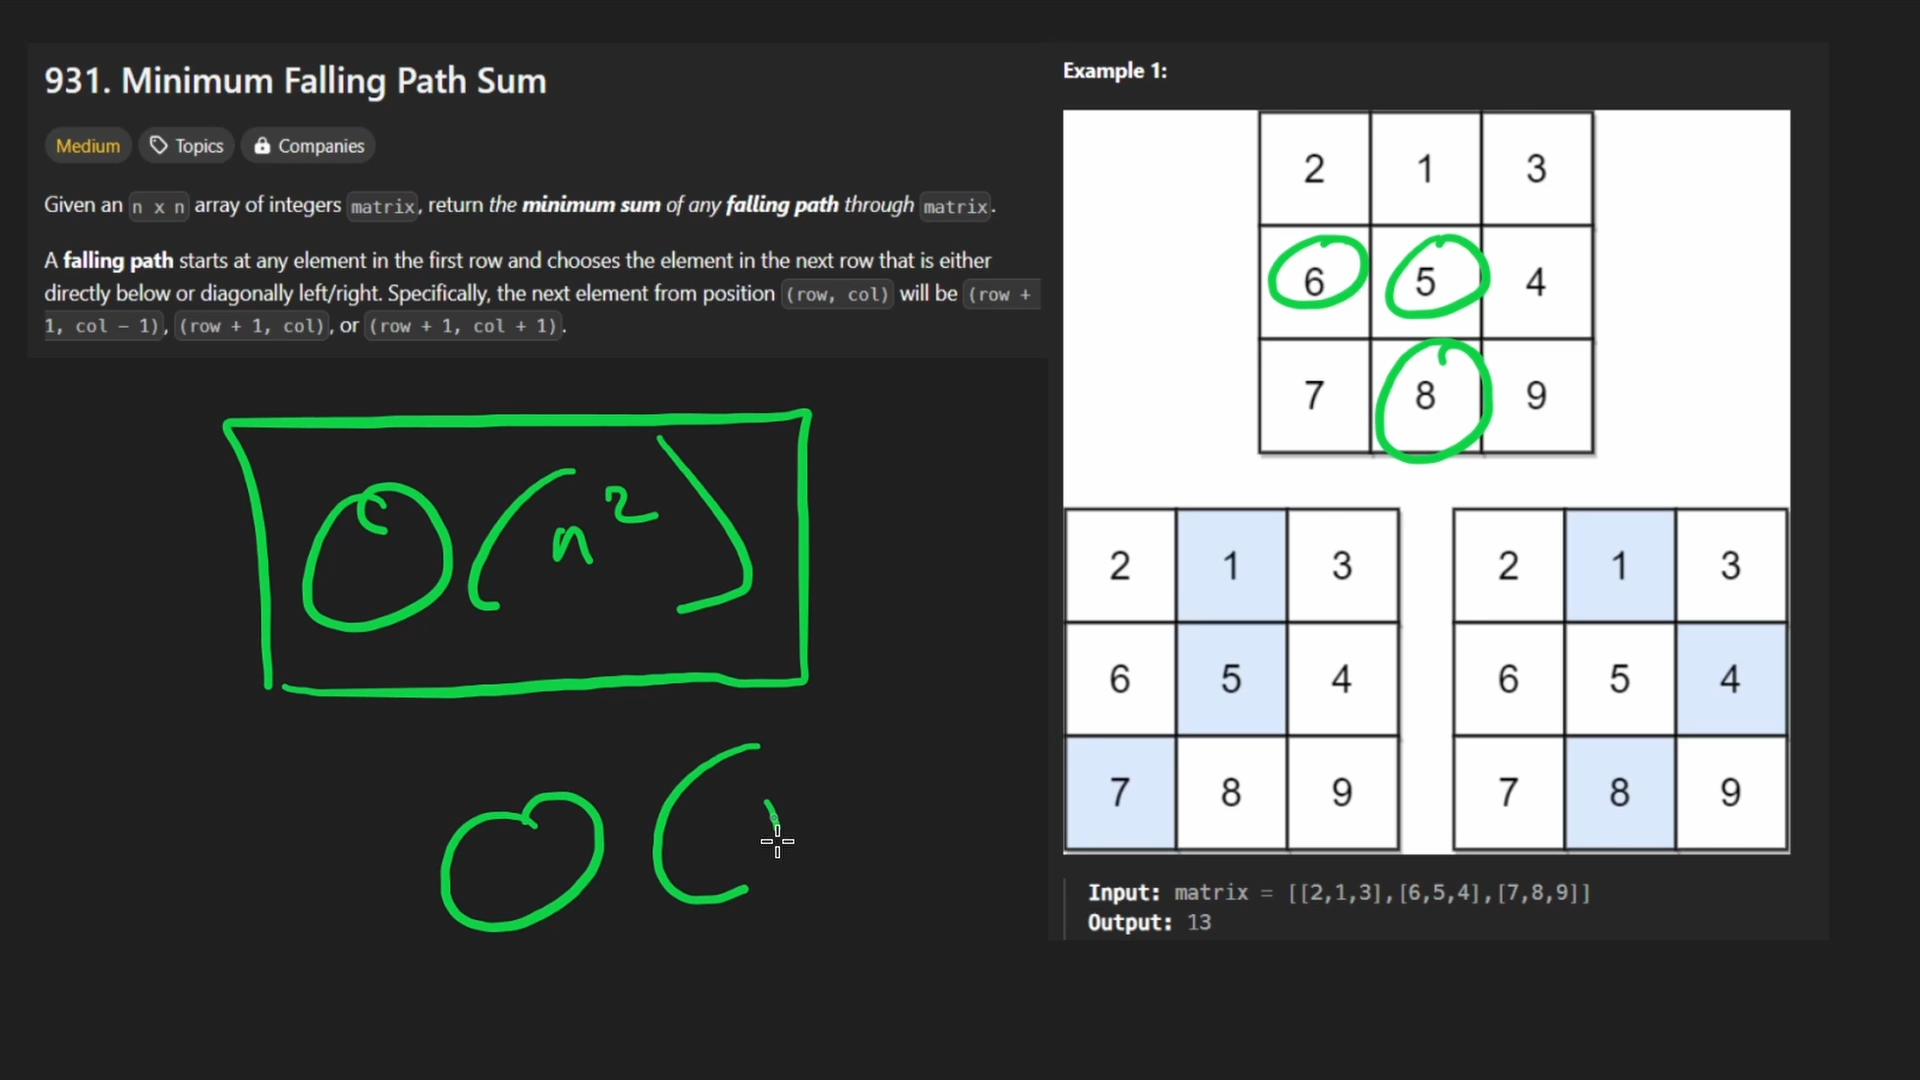 931. Minimum Falling Path Sum
Medium Topics Companies
Given an n x n array of integers matrix, return the minimum sum of any falling path through matrix.
A falling path starts at any element in the first row and chooses the element in the next row that is either
directly below or diagonally left/right. Specifically, the next element from position (row, col) will be (row +
1, col - 1), (row + 1, col), or (row + 1, col + 1).
O(n²)
O(
Example 1:
2 1 3
6 5 4
7 8 9
2 1 3
6 5 4
7 8 9
2 1 3
6 5 4
7 8 9
Input: matrix = [[2,1,3],[6,5,4],[7,8,9]]
Output: 13